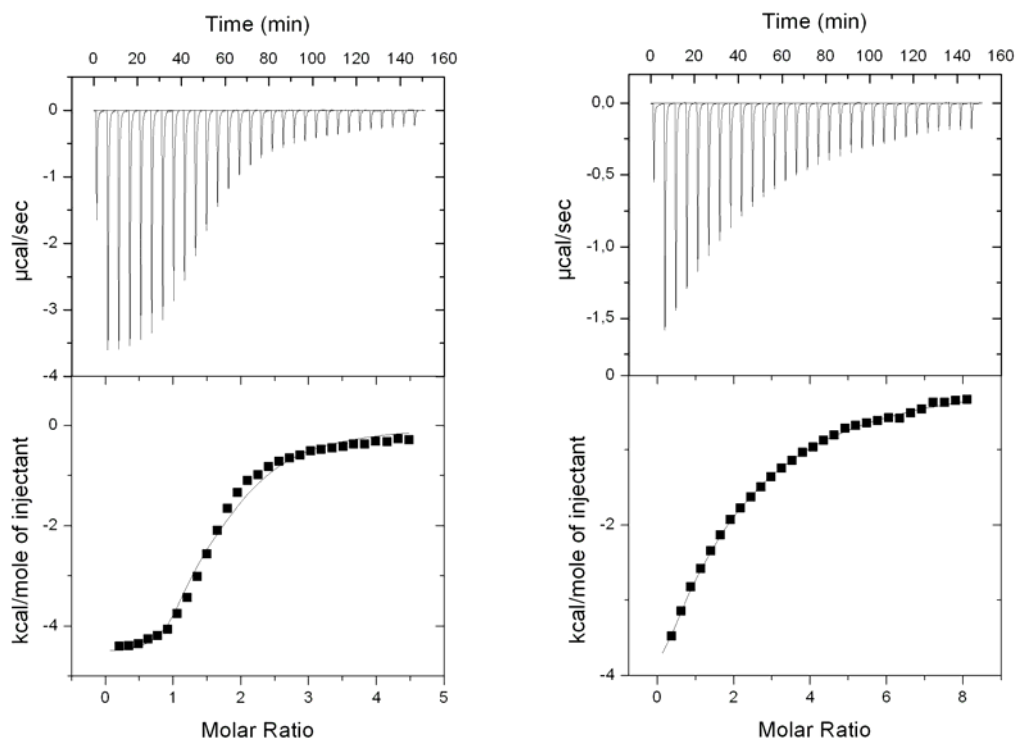 Time (min)
0 20 40 60 80 100 120 140 160
0
-1
-2
-3
-4
µcal/sec
0
-2
-4
kcal/mole of injectant
0 1 2 3 4 5
Molar Ratio
Time (min)
0 20 40 60 80 100 120 140 160
0,0
-0,5
-1,0
-1,5
0
µcal/sec
-2
-4
kcal/mole of injectant
0 2 4 6 8
Molar Ratio